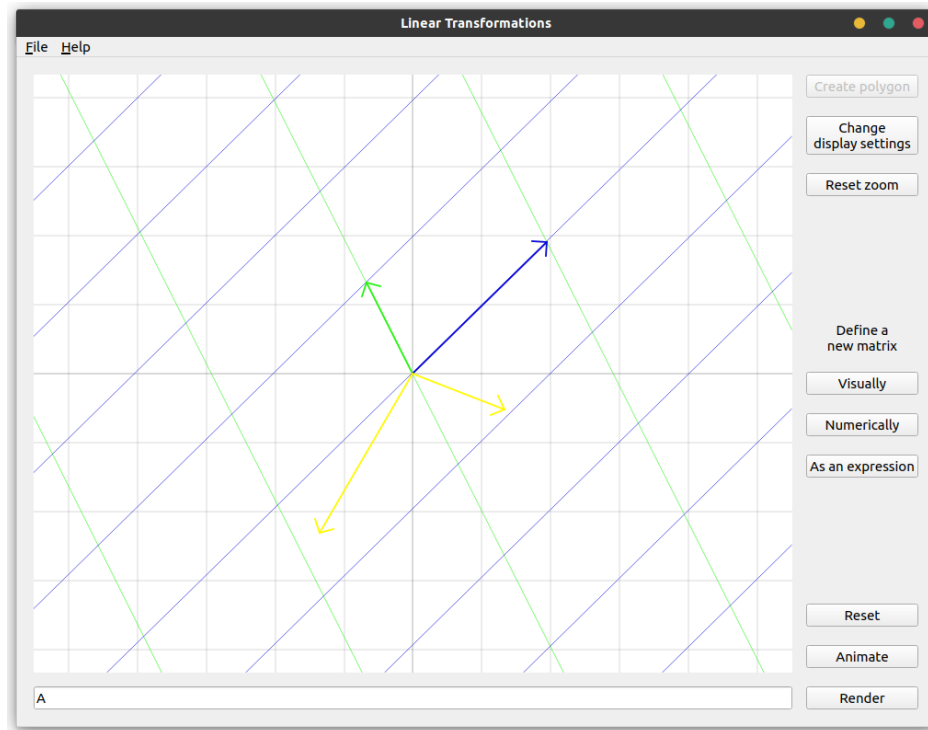 Linear Transformations
File Help
Create polygon
Change
display settings
Reset zoom
Define a
new matrix
Visually
Numerically
As an expression
Reset
Animate
A
Render